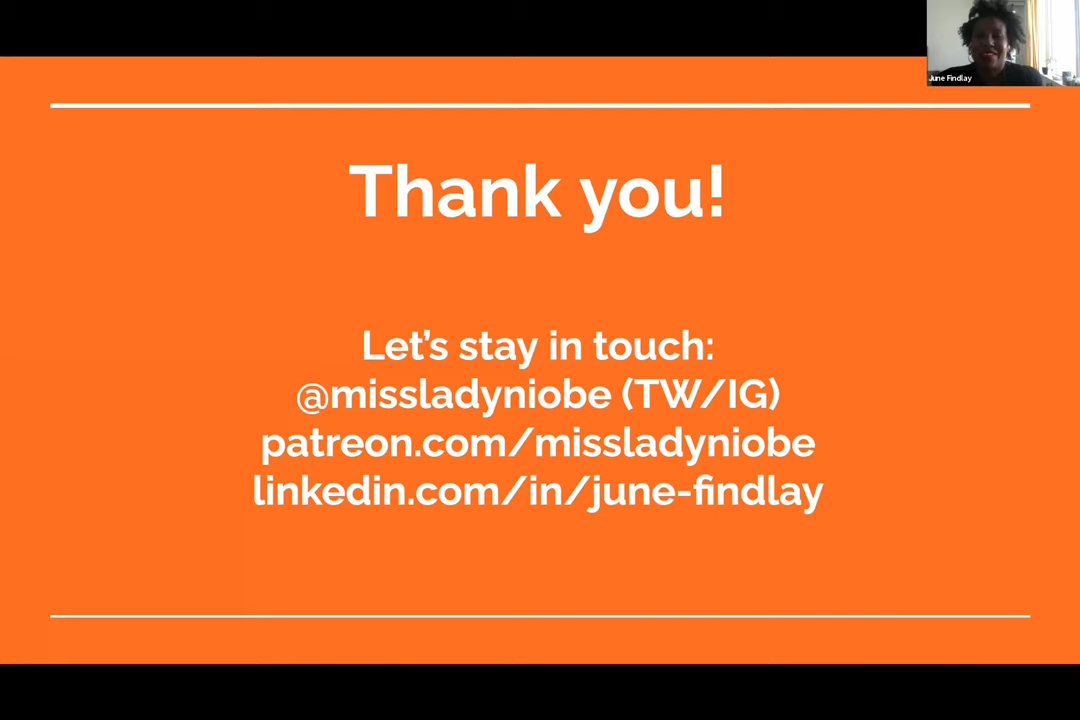 June Findlay
Thank you!
Let's stay in touch:
@missladyniobe (TW/IG)
patreon.com/missladyniobe
linkedin.com/in/june-findlay